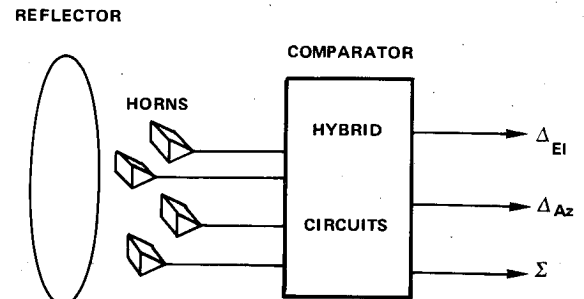 REFLECTOR
COMPARATOR
HORNS
HYBRID
CIRCUITS
Δ El
Δ Az
Σ